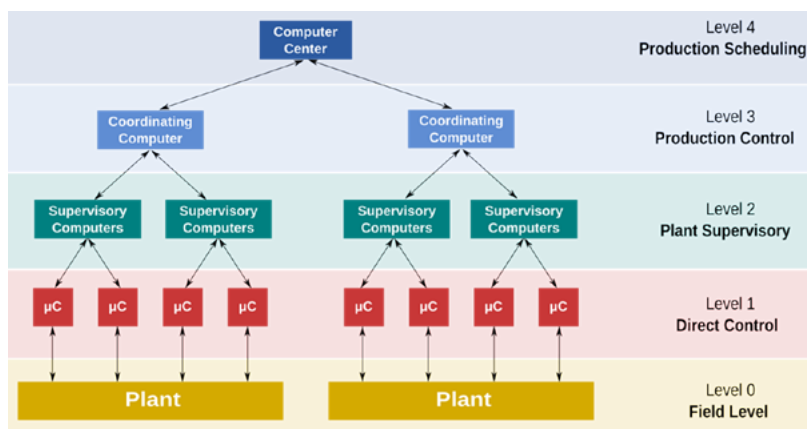 Computer
Center
Level 4
Production Scheduling
Coordinating
Computer
Coordinating
Computer
Level 3
Production Control
Supervisory
Computers
Supervisory
Computers
Supervisory
Computers
Supervisory
Computers
Level 2
Plant Supervisory
µC
µC
µC
µC
µC
µC
µC
µC
Level 1
Direct Control
Plant
Plant
Level 0
Field Level